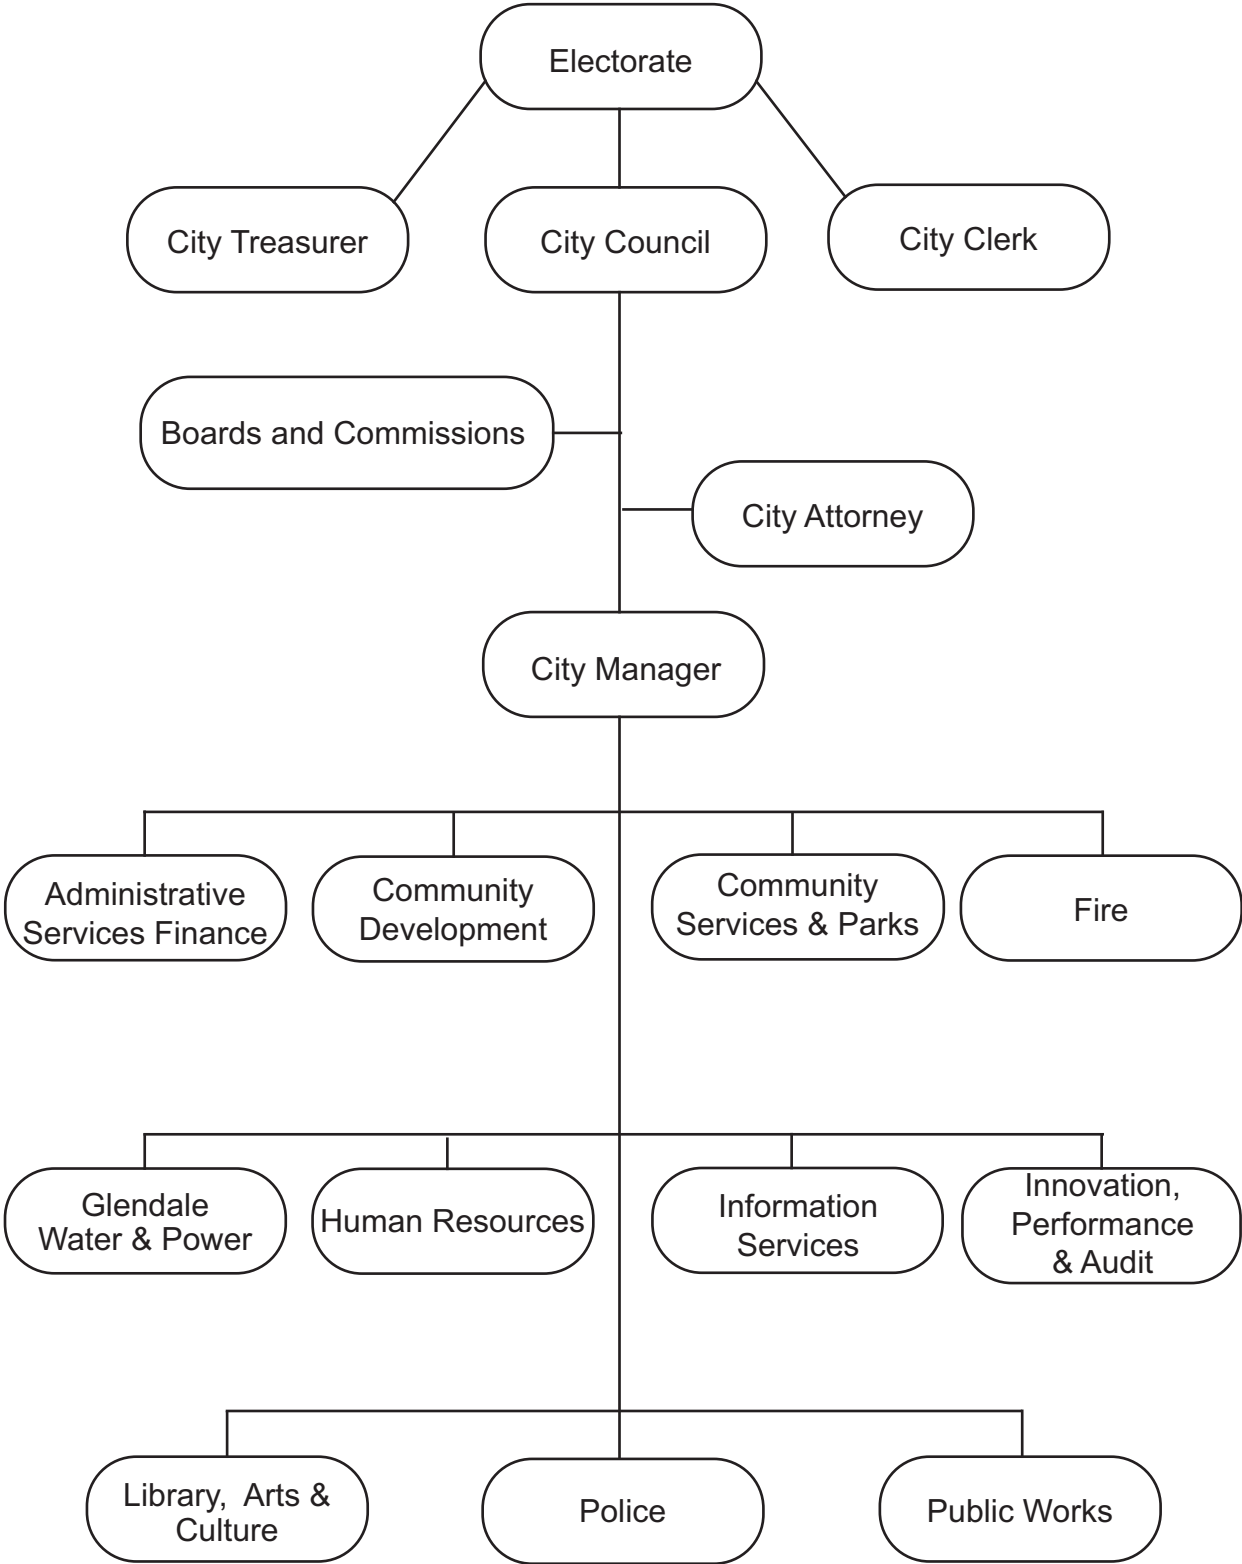 Electorate
City Treasurer
City Council
City Clerk
Boards and Commissions
City Attorney
City Manager
Administrative
Services Finance
Community
Development
Community
Services & Parks
Fire
Glendale
Water & Power
Human Resources
Information
Services
Innovation,
Performance
& Audit
Library, Arts &
Culture
Police
Public Works